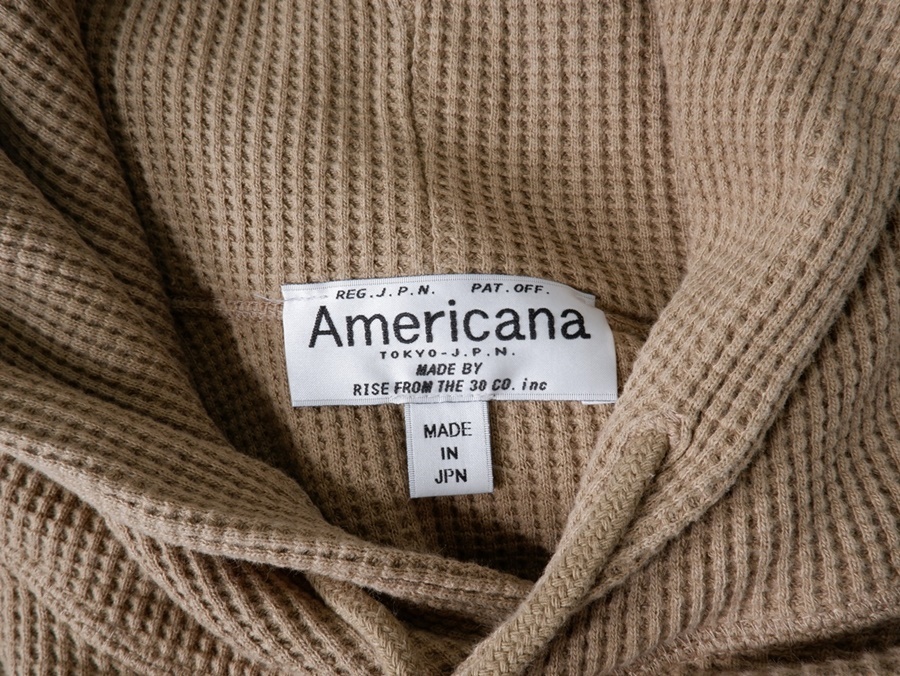 REG.J.P.N. PAT.OFF.
Americana
TOKYO-J.P.N.
MADE BY
RISE FROM THE 30 CO. inc
MADE
IN
JPN